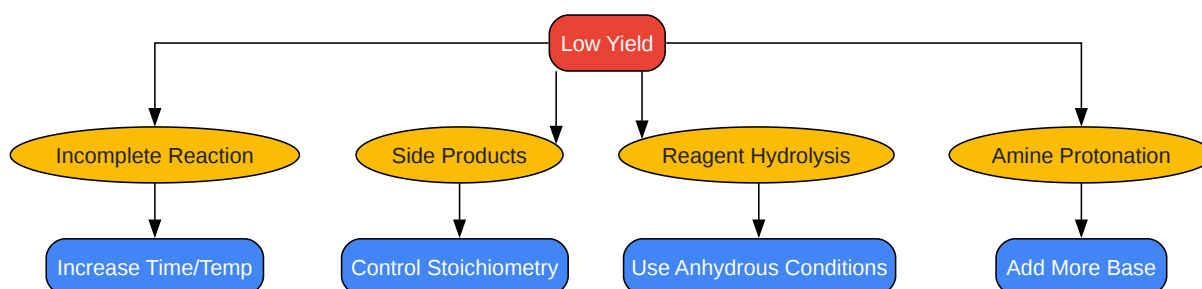 Low Yield
Incomplete Reaction
Side Products
Reagent Hydrolysis
Amine Protonation
Increase Time/Temp
Control Stoichiometry
Use Anhydrous Conditions
Add More Base